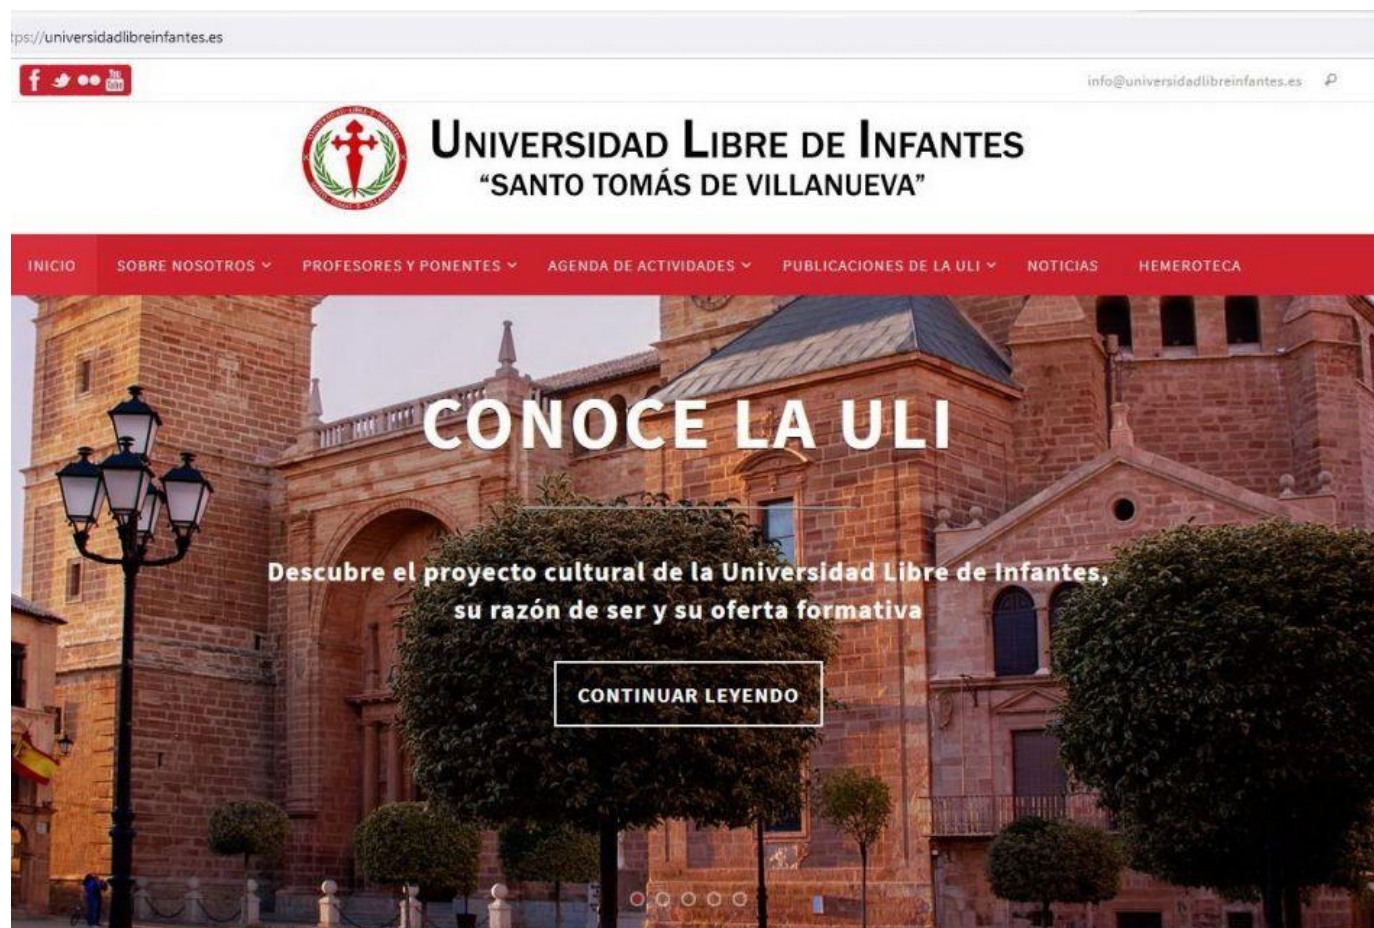 tps://universidadlibreinfantes.es
You
Tube
info@universidadlibreinfantes.es
UNIVERSIDAD LIBRE DE INFANTES
“SANTO TOMÁS DE VILLANUEVA”
INICIO SOBRE NOSOTROS PROFESORES Y PONENTES AGENDA DE ACTIVIDADES PUBLICACIONES DE LA ULI NOTICIAS HEMEROTECA
CONOCE LA ULI
Descubre el proyecto cultural de la Universidad Libre de Infantes,
su razón de ser y su oferta formativa
CONTINUAR LEYENDO